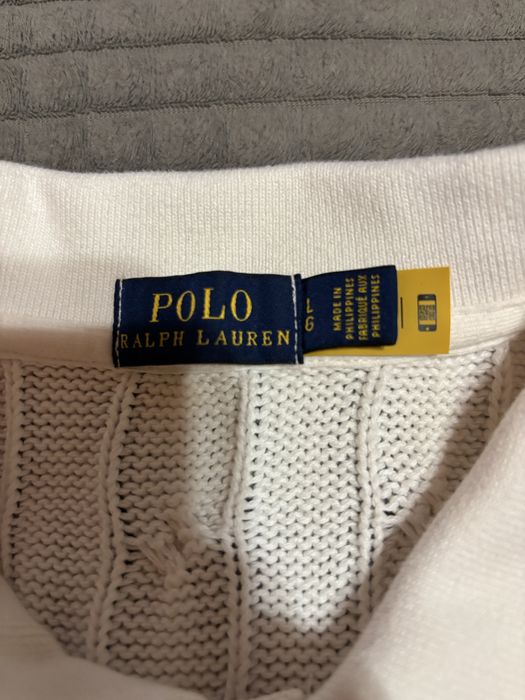 POLO
RALPH LAUREN
L
G
MADE IN
PHILIPPINES
FABRIQUÉ AUX
PHILIPPINES